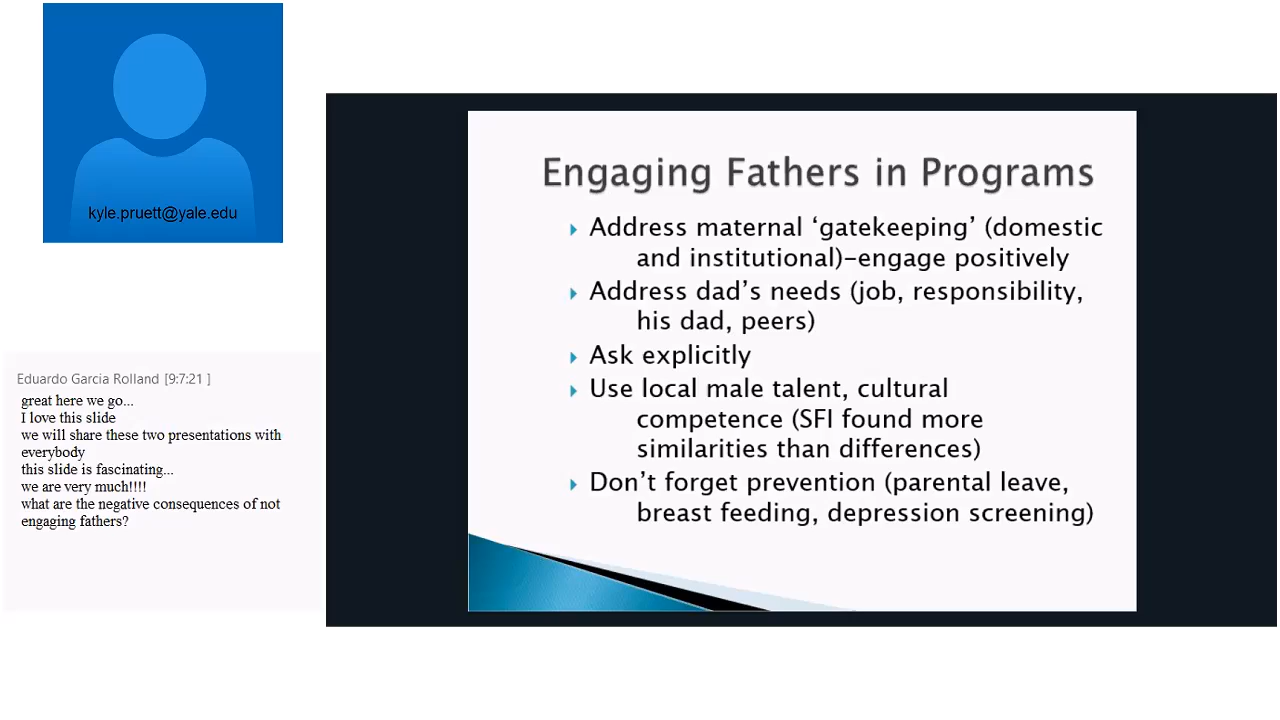 kyle.pruett@yale.edu
Eduardo Garcia Rolland [9:7:21 ]
great here we go...
I love this slide
we will share these two presentations with
everybody
this slide is fascinating...
we are very much!!!!
what are the negative consequences of not
engaging fathers?
Engaging Fathers in Programs
Address maternal ‘gatekeeping’ (domestic
and institutional)–engage positively
Address dad’s needs (job, responsibility,
his dad, peers)
Ask explicitly
Use local male talent, cultural
competence (SFI found more
similarities than differences)
Don’t forget prevention (parental leave,
breast feeding, depression screening)